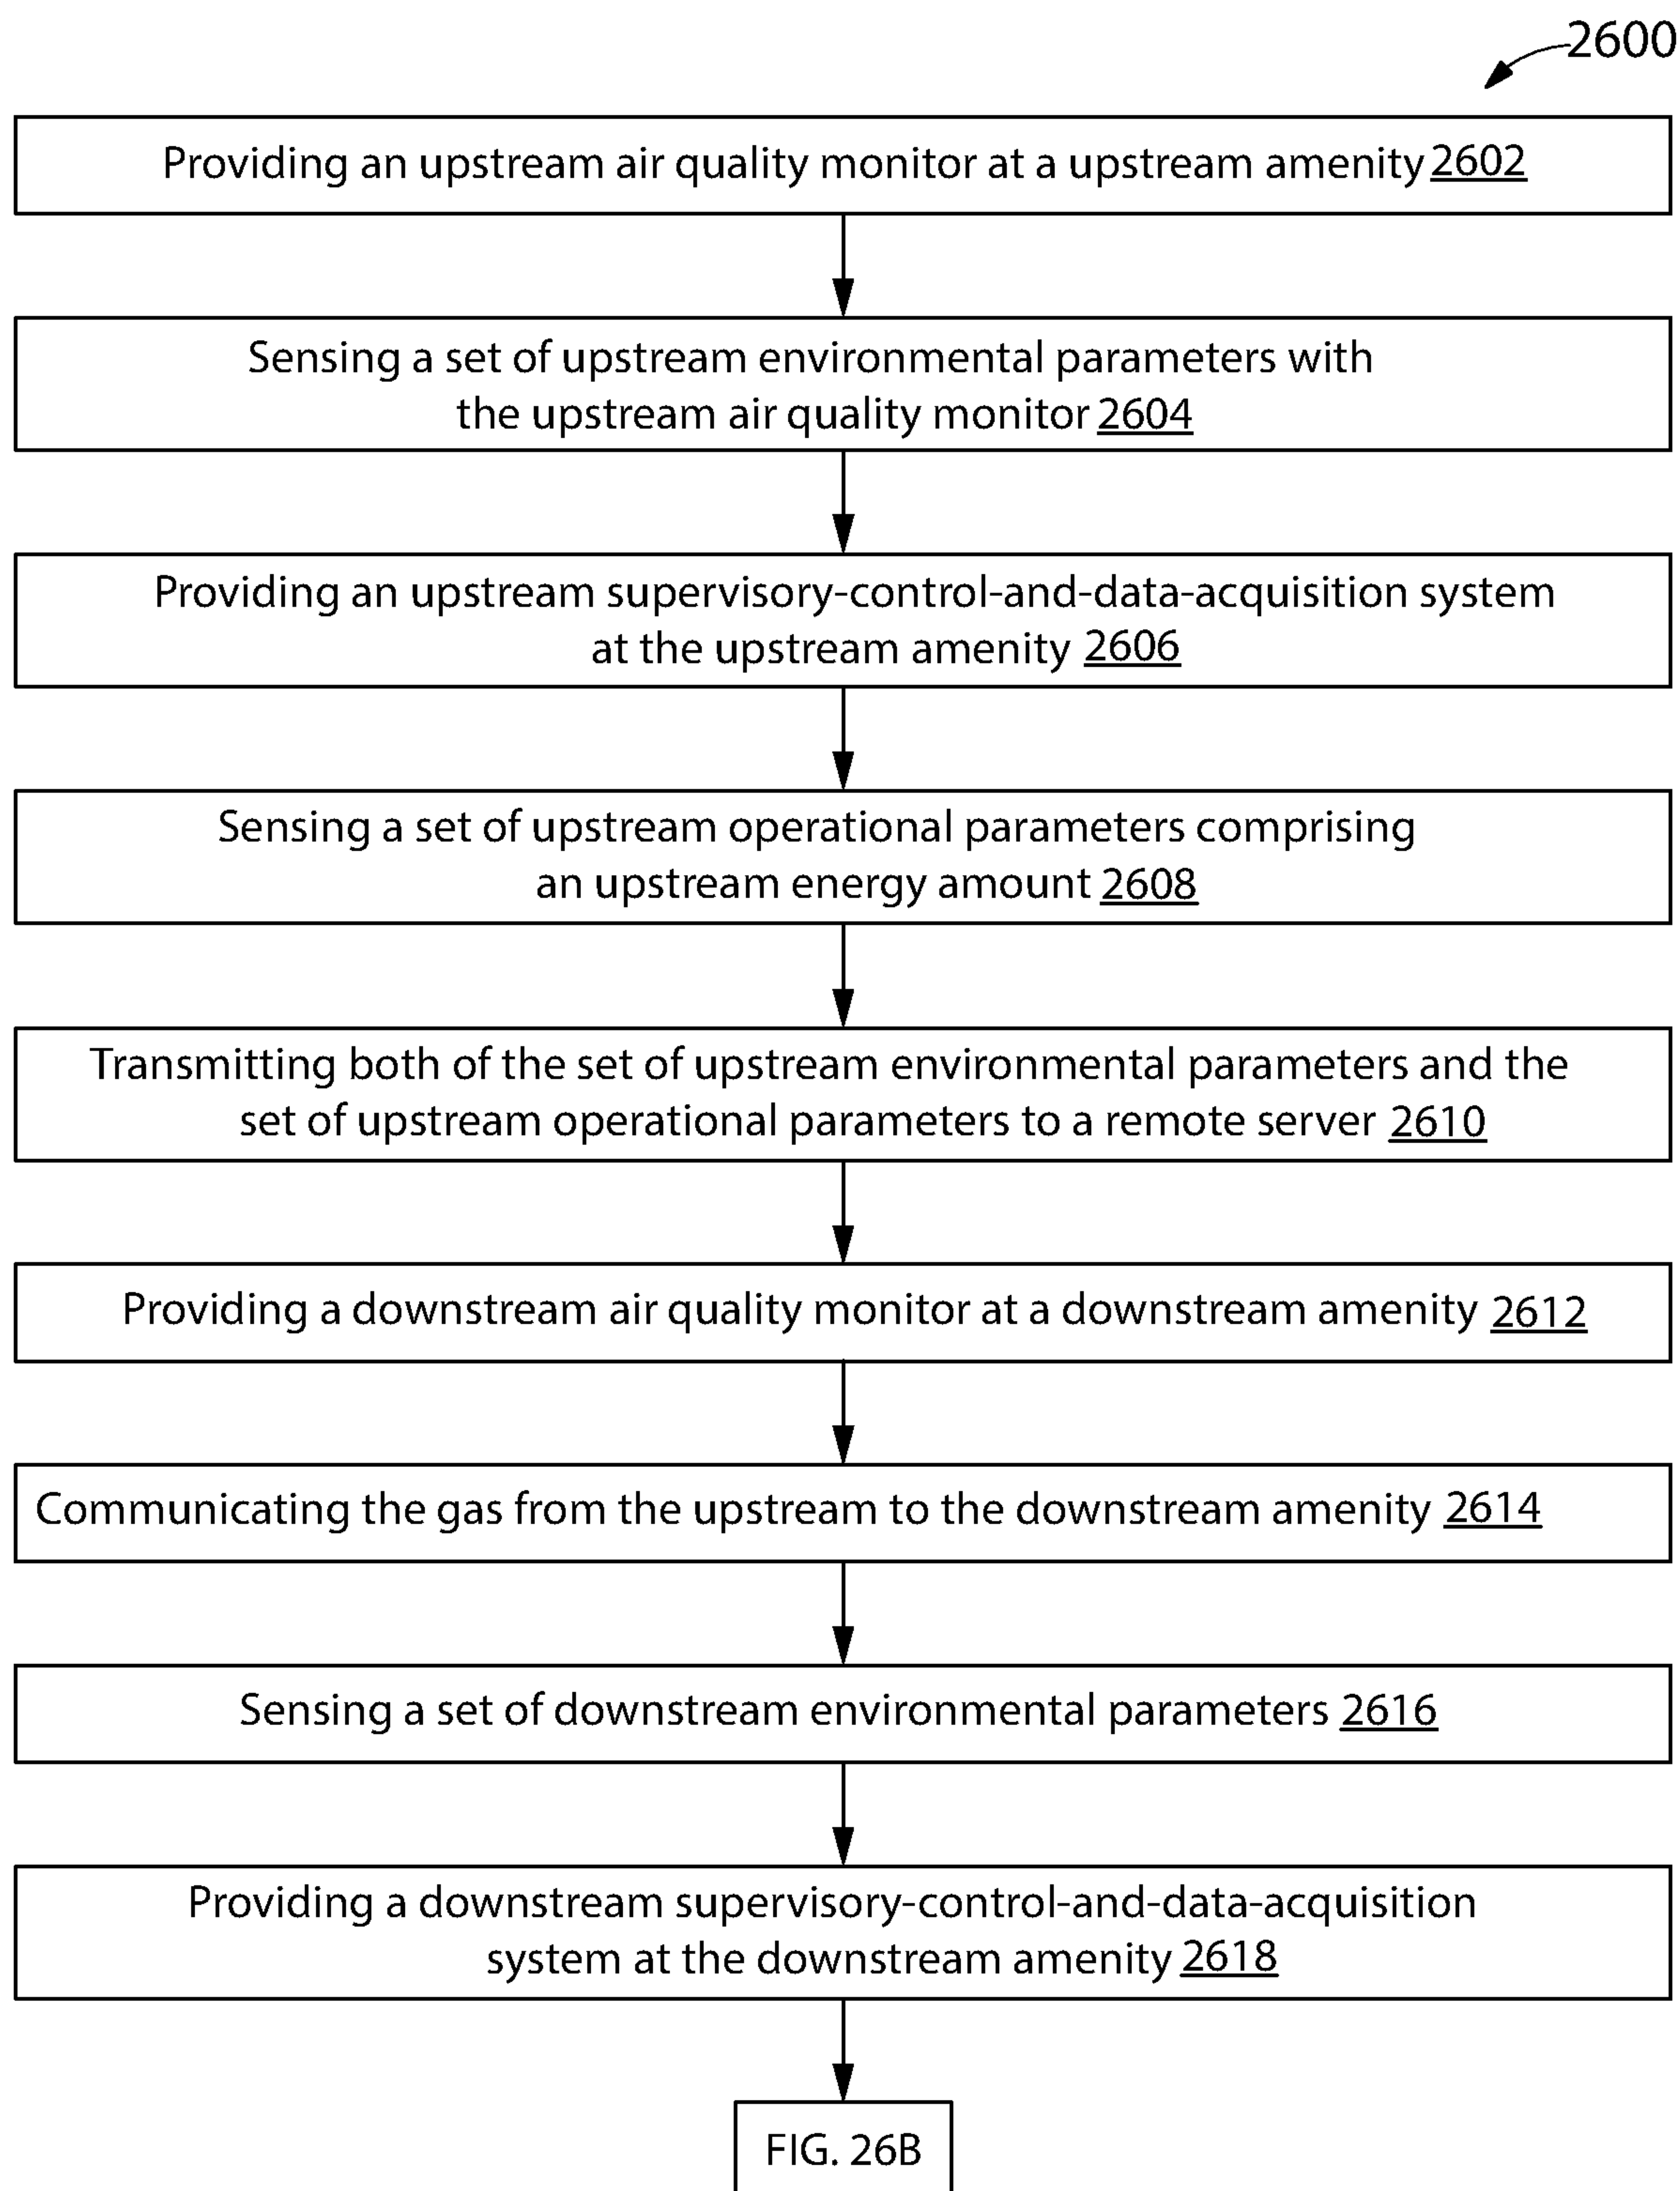 2600
Providing an upstream air quality monitor at a upstream amenity 2602
Sensing a set of upstream environmental parameters with
the upstream air quality monitor 2604
Providing an upstream supervisory-control-and-data-acquisition system
at the upstream amenity 2606
Sensing a set of upstream operational parameters comprising
an upstream energy amount 2608
Transmitting both of the set of upstream environmental parameters and the
set of upstream operational parameters to a remote server 2610
Providing a downstream air quality monitor at a downstream amenity 2612
Communicating the gas from the upstream to the downstream amenity 2614
Sensing a set of downstream environmental parameters 2616
Providing a downstream supervisory-control-and-data-acquisition
system at the downstream amenity 2618
FIG. 26B